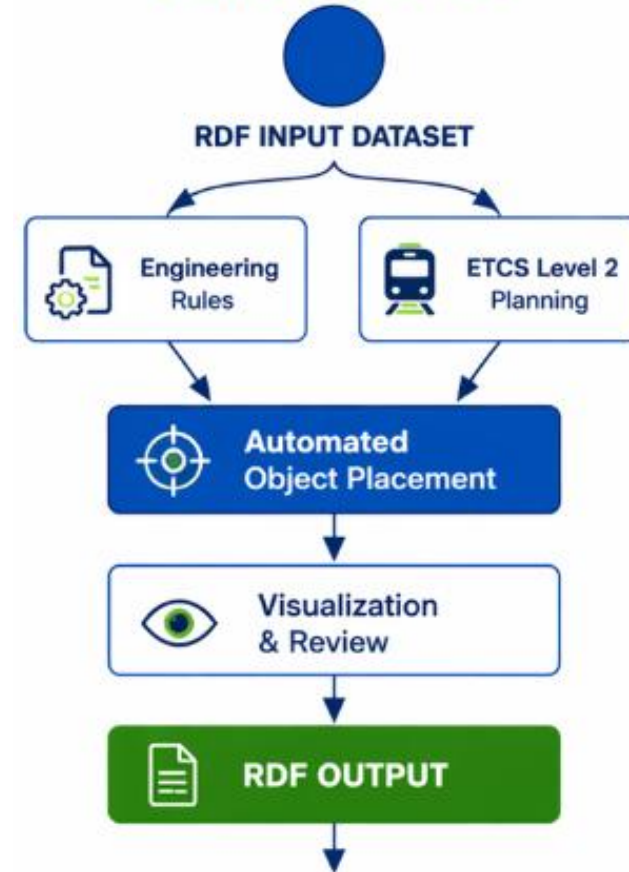 RDF INPUT DATASET
Engineering
Rules
ETCS Level 2
Planning
Automated
Object Placement
Visualization
& Review
RDF OUTPUT